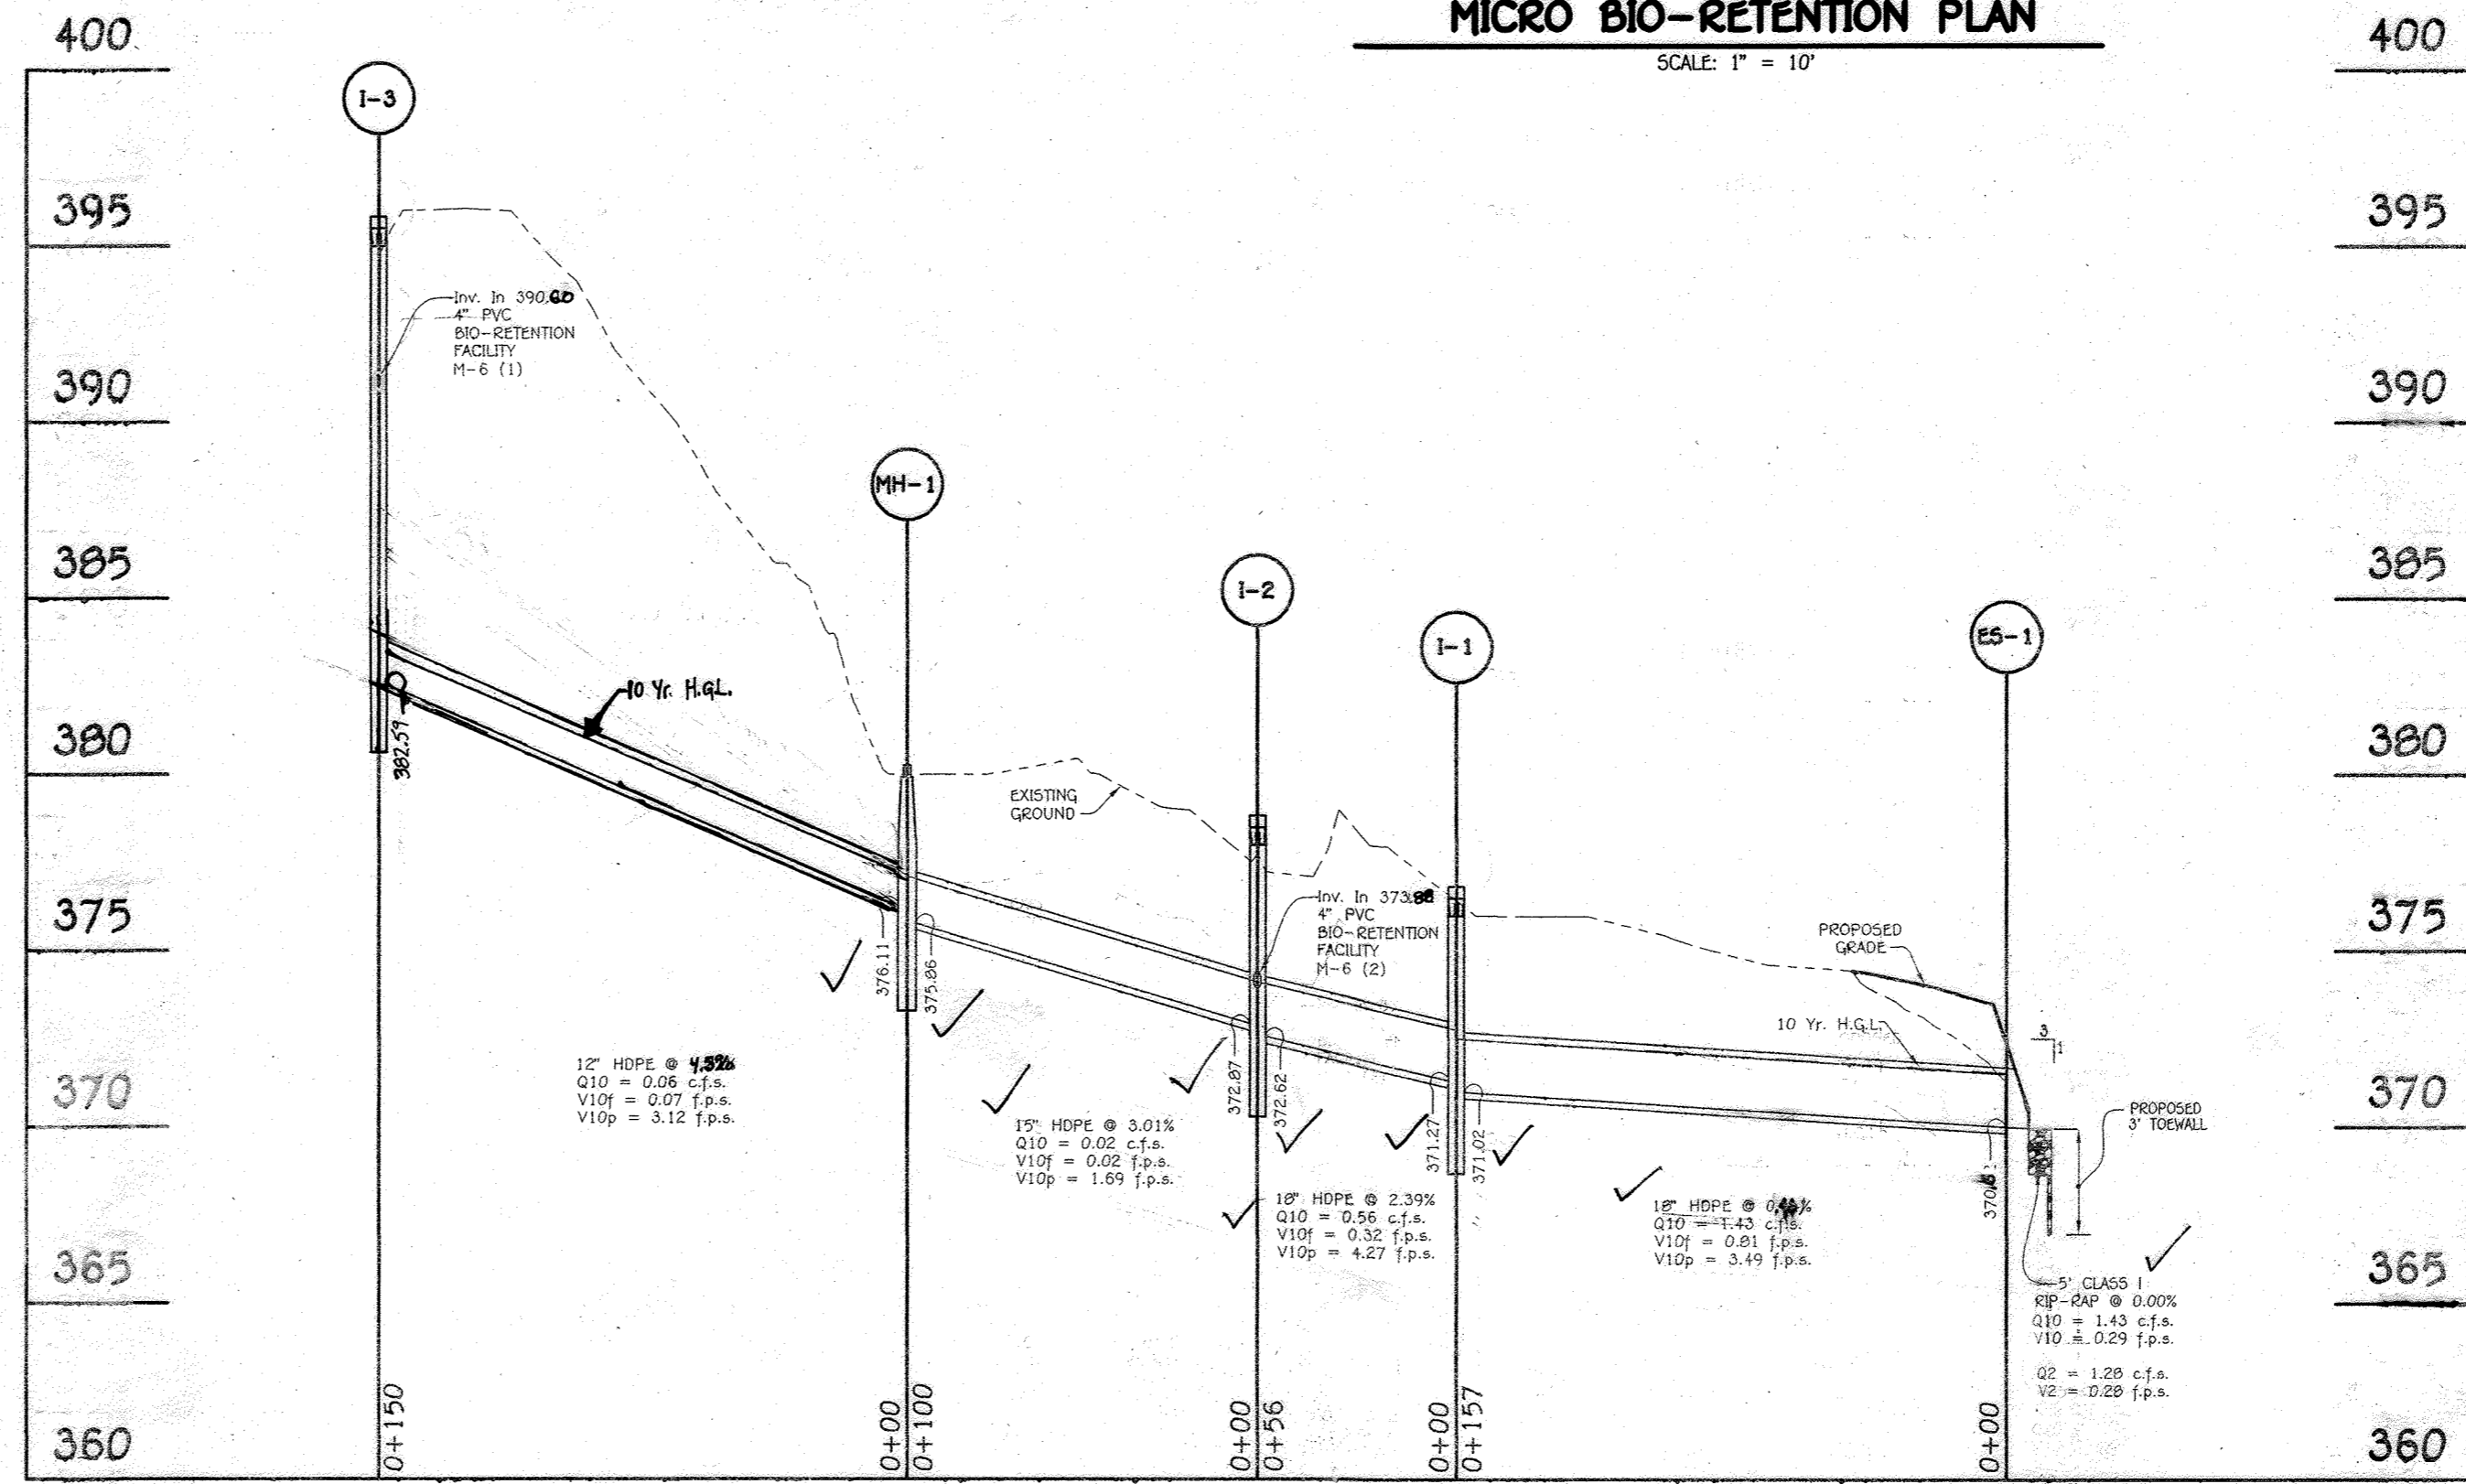 MICRO BIO-RETENTION PLAN
SCALE: 1" = 10'
400
395
390
385
380
375
370
365
360
400
395
390
385
380
375
370
365
360
I-3
Inv. In 390.60
4" PVC
BIO-RETENTION
FACILITY
M-6 (1)
10 Yr. H.G.L.
382.59
12" HDPE @
Q10 = 0.06 c.f.s.
V10f = 0.07 f.p.s.
V10p = 3.12 f.p.s.
0+150
MH-1
376.11
375.86
EXISTING
GROUND
15" HDPE @ 3.01%
Q10 = 0.02 c.f.s.
V10f = 0.02 f.p.s.
V10p = 1.69 f.p.s.
0+00
0+100
I-2
Inv. In
4" PVC
BIO-RETENTION
FACILITY
M-6 (2)
372.87
372.62
18" HDPE @ 2.39%
Q10 = 0.56 c.f.s.
V10f = 0.32 f.p.s.
V10p = 4.27 f.p.s.
0+00
0+56
I-1
371.27
371.02
18" HDPE @
Q10 = 1.43 c.f.s.
V10f = 0.81 f.p.s.
V10p = 3.49 f.p.s.
0+00
0+157
ES-1
PROPOSED
GRADE
10 Yr. H.G.L.
3
1
PROPOSED
3' TOEWALL
5' CLASS I
RIP-RAP @ 0.00%
Q10 = 1.43 c.f.s.
V10 = 0.29 f.p.s.
Q2 = 1.28 c.f.s.
V2 = 0.28 f.p.s.
0+00